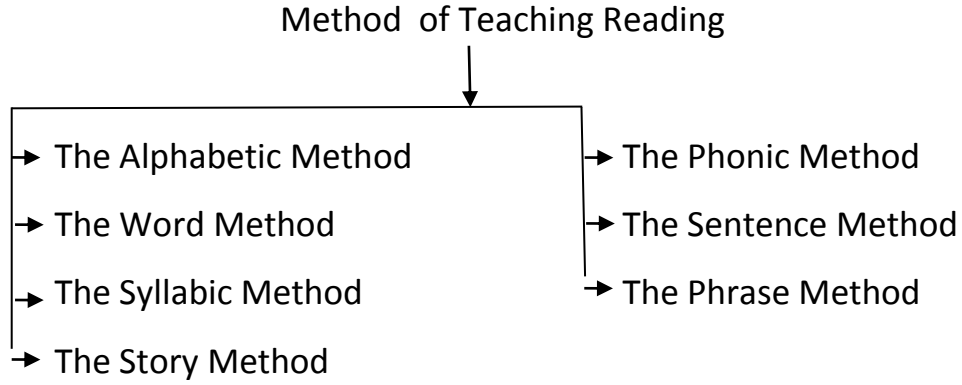 Method of Teaching Reading
The Alphabetic Method
The Word Method
The Syllabic Method
The Story Method
The Phonic Method
The Sentence Method
The Phrase Method